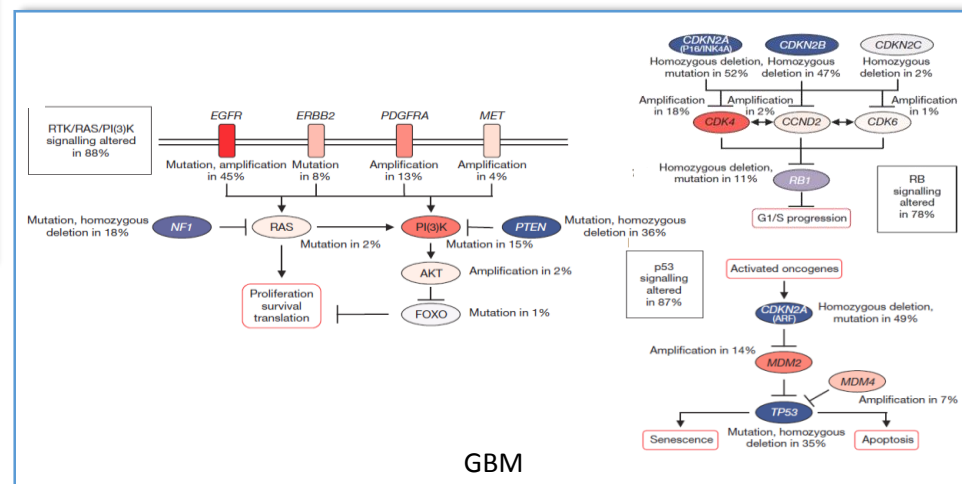 RTK/RAS/PI(3)K
signalling altered
in 88%
EGFR
ERBB2
PDGFRA
MET
Mutation, amplification
in 45%
Mutation
in 8%
Amplification
in 13%
Amplification
in 4%
Mutation, homozygous
deletion in 18%
NF1
RAS
Mutation in 2%
PI(3)K
Mutation in 15%
PTEN
Mutation, homozygous
deletion in 36%
AKT
Amplification in 2%
Proliferation
survival
translation
FOXO
Mutation in 1%
CDKN2A
(P16/INK4A)
Homozygous deletion,
mutation in 52%
CDKN2B
Homozygous
deletion in 47%
CDKN2C
Homozygous
deletion in 2%
Amplification
in 18%
Amplification
in 2%
Amplification
in 1%
CDK4
CCND2
CDK6
Homozygous deletion,
mutation in 11%
RB1
G1/S progression
RB
signalling
altered
in 78%
:
p53
signalling
altered
in 87%
Activated oncogenes
CDKN2A
(ARF)
Homozygous deletion,
mutation in 49%
Amplification in 14%
MDM2
MDM4
Amplification in 7%
TP53
Mutation, homozygous
deletion in 35%
Senescence
Apoptosis
GBM